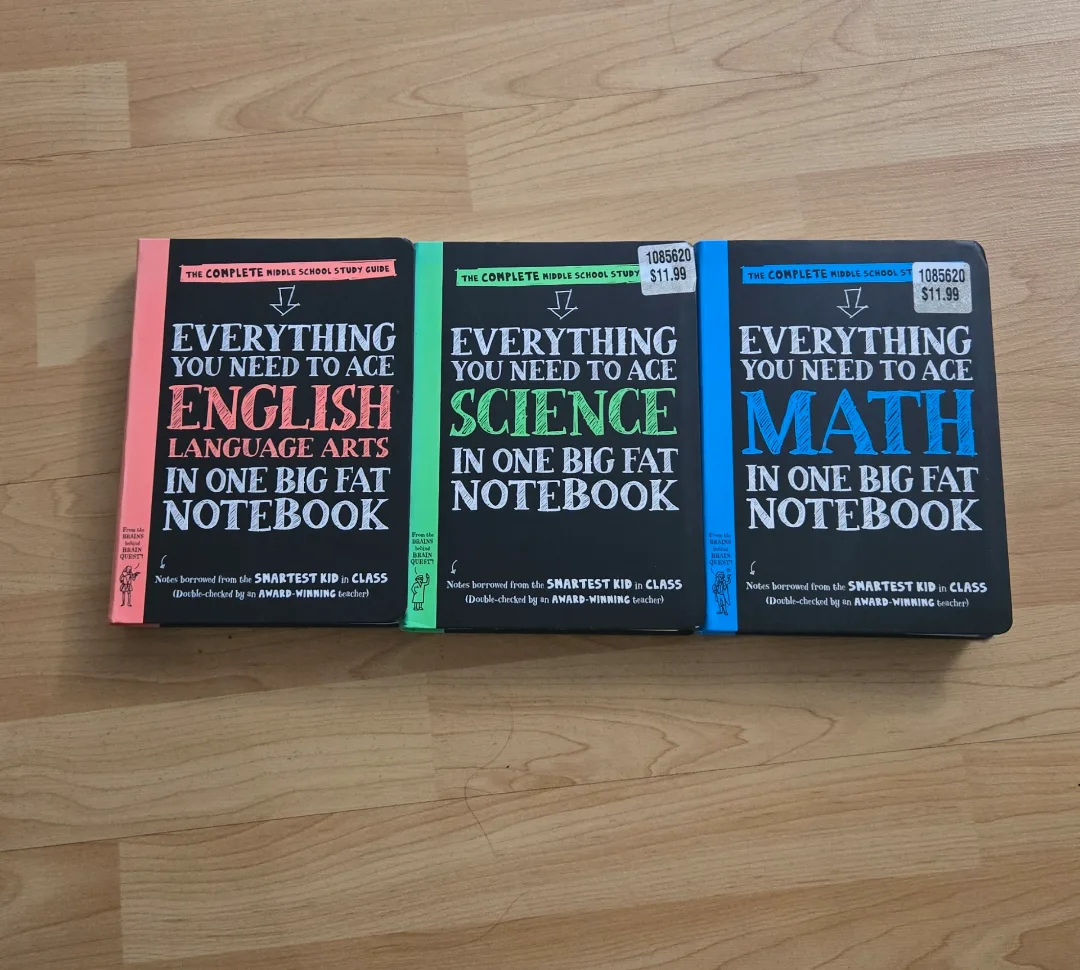 THE COMPLETE MIDDLE SCHOOL STUDY GUIDE
EVERYTHING
YOU NEED TO ACE
ENGLISH
LANGUAGE ARTS
IN ONE BIG FAT
NOTEBOOK
From the
BRAINS
behind
BRAIN
QUEST!
Notes borrowed from the SMARTEST KID in CLASS
(Double-checked by an AWARD-WINNING teacher)
THE COMPLETE MIDDLE SCHOOL STUDY
1085620
$11.99
EVERYTHING
YOU NEED TO ACE
SCIENCE
IN ONE BIG FAT
NOTEBOOK
From the
BRAINS
behind
BRAIN
QUEST!
Notes borrowed from the SMARTEST KID in CLASS
(Double-checked by an AWARD-WINNING teacher)
THE COMPLETE MIDDLE SCHOOL ST
1085620
$11.99
EVERYTHING
YOU NEED TO ACE
MATH
IN ONE BIG FAT
NOTEBOOK
From the
BRAINS
behind
BRAIN
QUEST!
Notes borrowed from the SMARTEST KID in CLASS
(Double-checked by an AWARD-WINNING teacher)